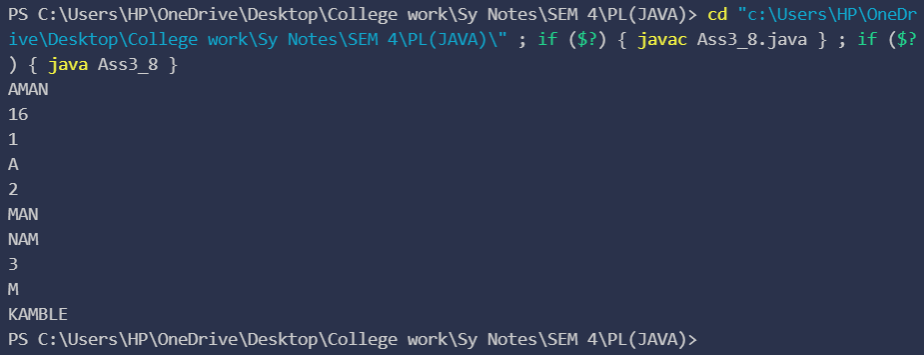 PS C:\Users\HP\OneDrive\Desktop\College work\Sy Notes\SEM 4\PL(JAVA)> cd "c:\Users\HP\OneDr
ive\Desktop\College work\Sy Notes\SEM 4\PL(JAVA)\" ; if ($?) { javac Ass3_8.java } ; if ($?
) { java Ass3_8 }
AMAN
16
1
A
2
MAN
NAM
3
M
KAMBLE
PS C:\Users\HP\OneDrive\Desktop\College work\Sy Notes\SEM 4\PL(JAVA)>